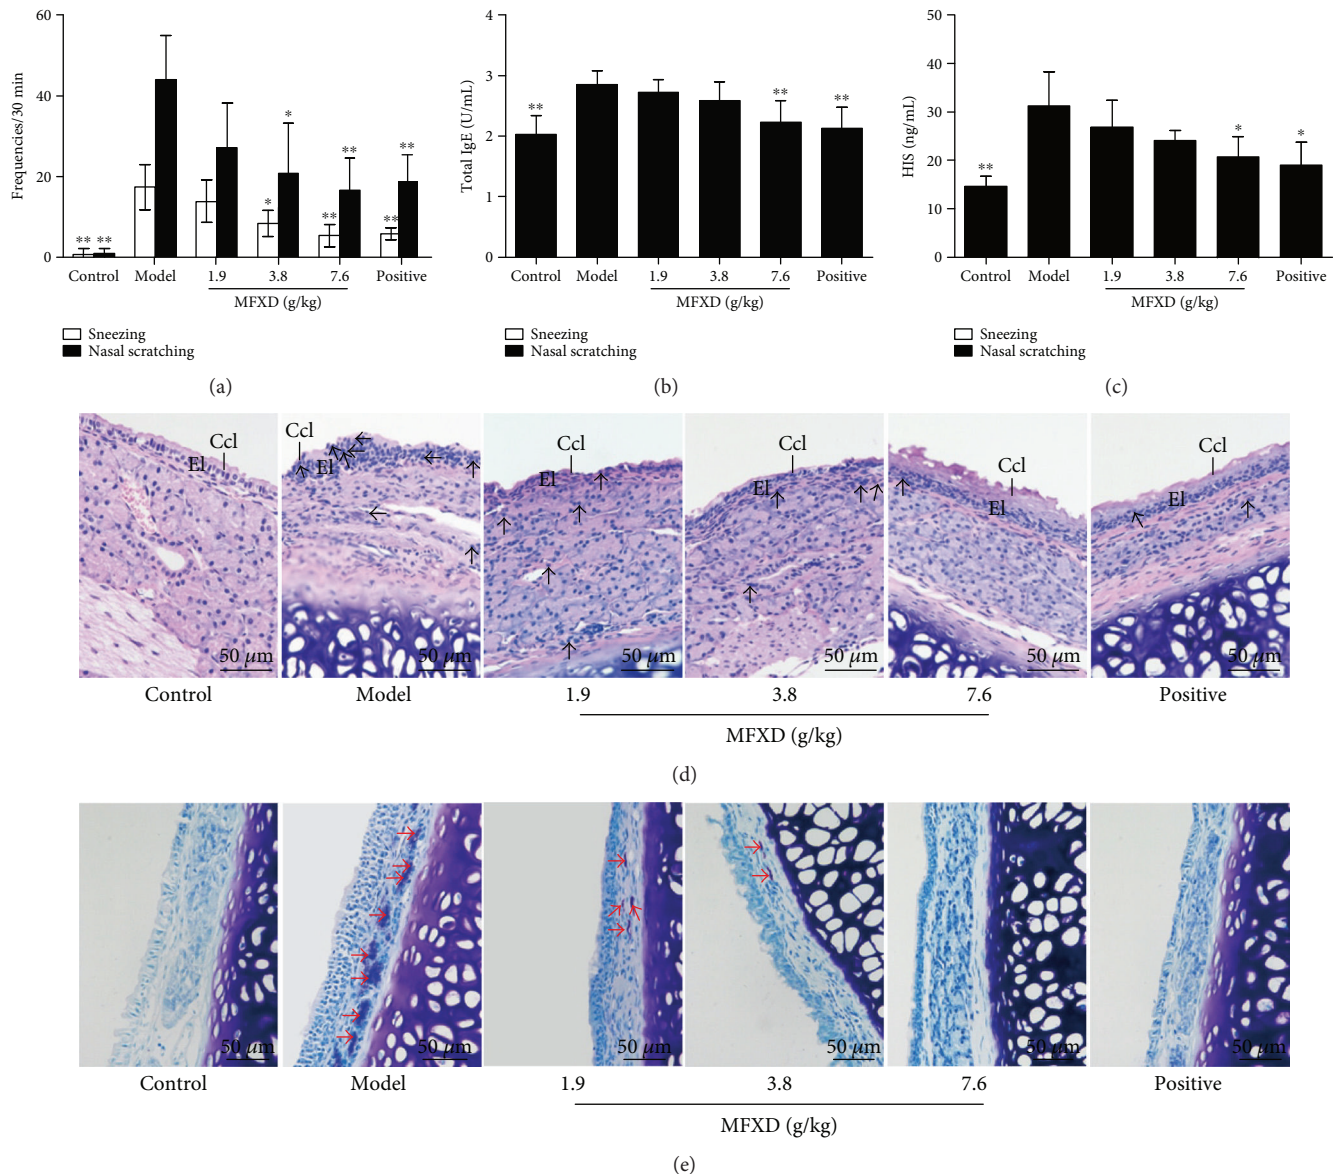 60
40
20
0
Frequencies/30 min
** **
*
*
**
**
**
**
Control Model 1.9 3.8 7.6 Positive
MFXD (g/kg)
Sneezing
Nasal scratching
(a)
4
3
2
1
0
Total IgE (U/mL)
**
**
**
Control Model 1.9 3.8 7.6 Positive
MFXD (g/kg)
Sneezing
Nasal scratching
(b)
50
40
30
20
10
0
HIS (ng/mL)
**
*
*
Control Model 1.9 3.8 7.6 Positive
MFXD (g/kg)
Sneezing
Nasal scratching
(c)
Ccl
El
50 μm
Ccl
El
50 μm
Ccl
El
50 μm
Ccl
El
50 μm
Ccl
El
50 μm
Ccl
El
50 μm
Control Model 1.9 3.8 7.6 Positive
MFXD (g/kg)
(d)
50 μm
50 μm
50 μm
50 μm
50 μm
50 μm
Control Model 1.9 3.8 7.6 Positive
MFXD (g/kg)
(e)